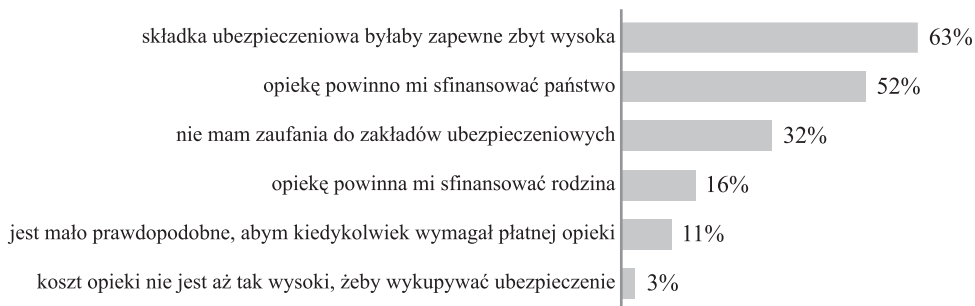 składka ubezpieczeniowa byłaby zapewne zbyt wysoka 63%
opiekę powinno mi sfinansować państwo 52%
nie mam zaufania do zakładów ubezpieczeniowych 32%
opiekę powinna mi sfinansować rodzina 16%
jest mało prawdopodobne, abym kiedykolwiek wymagał płatnej opieki 11%
koszt opieki nie jest aż tak wysoki, żeby wykupywać ubezpieczenie 3%